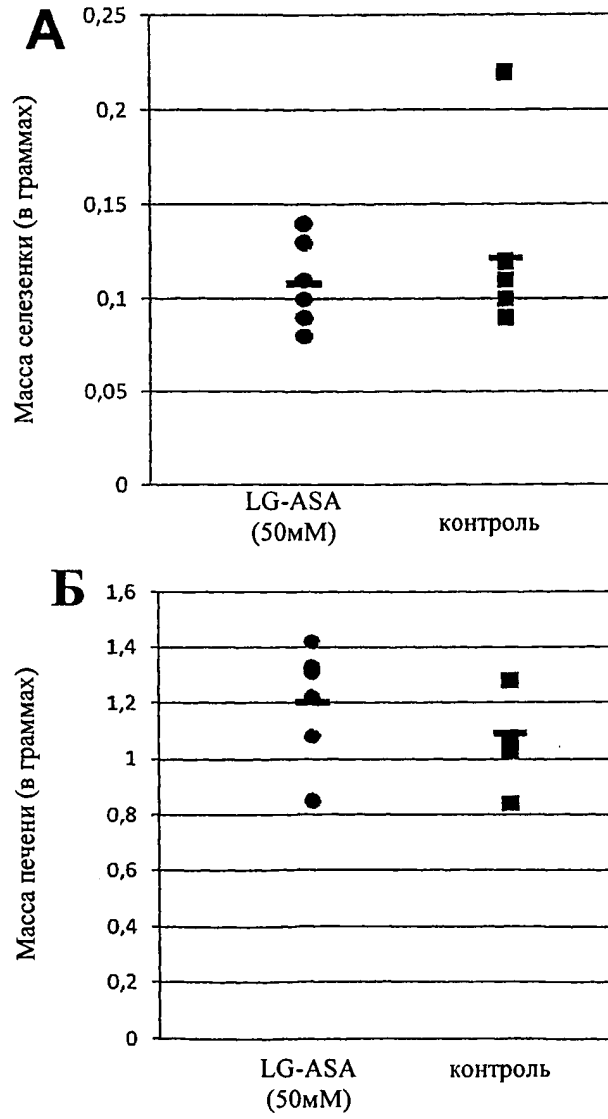 А
Масса селезенки (в граммах)
0,25
0,2
0,15
0,1
0,05
0
LG-ASA
(50мМ)
контроль
Б
Масса печени (в граммах)
1,6
1,4
1,2
1
0,8
0,6
0,4
0,2
0
LG-ASA
(50мМ)
контроль